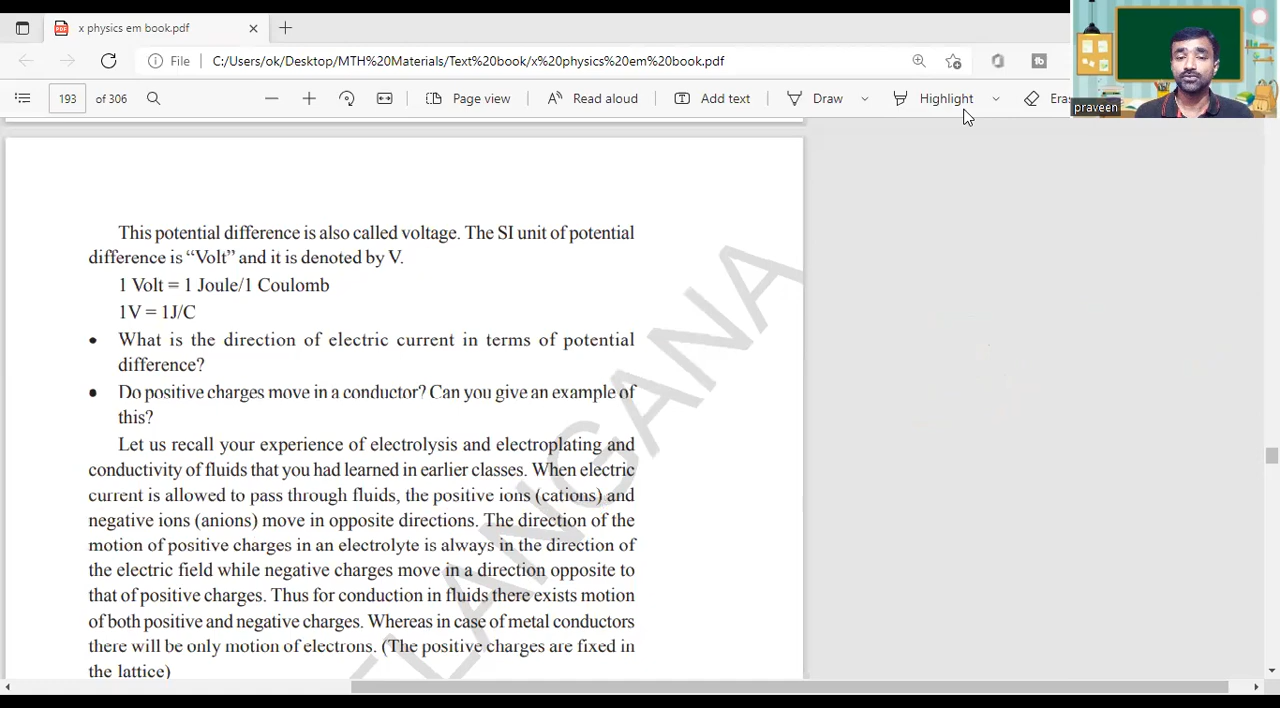 x physics em book.pdf
File
C:/Users/ok/Desktop/MTH%20Materials/Text%20book/x%20physics%20em%20book.pdf
193 of 306
Page view
Read aloud
Add text
Draw
Highlight
Eras
praveen
This potential difference is also called voltage. The SI unit of potential
difference is “Volt” and it is denoted by V.
1 Volt = 1 Joule/1 Coulomb
1V = 1J/C
• What is the direction of electric current in terms of potential
difference?
• Do positive charges move in a conductor? Can you give an example of
this?
Let us recall your experience of electrolysis and electroplating and
conductivity of fluids that you had learned in earlier classes. When electric
current is allowed to pass through fluids, the positive ions (cations) and
negative ions (anions) move in opposite directions. The direction of the
motion of positive charges in an electrolyte is always in the direction of
the electric field while negative charges move in a direction opposite to
that of positive charges. Thus for conduction in fluids there exists motion
of both positive and negative charges. Whereas in case of metal conductors
there will be only motion of electrons. (The positive charges are fixed in
the lattice)
ELANGANA